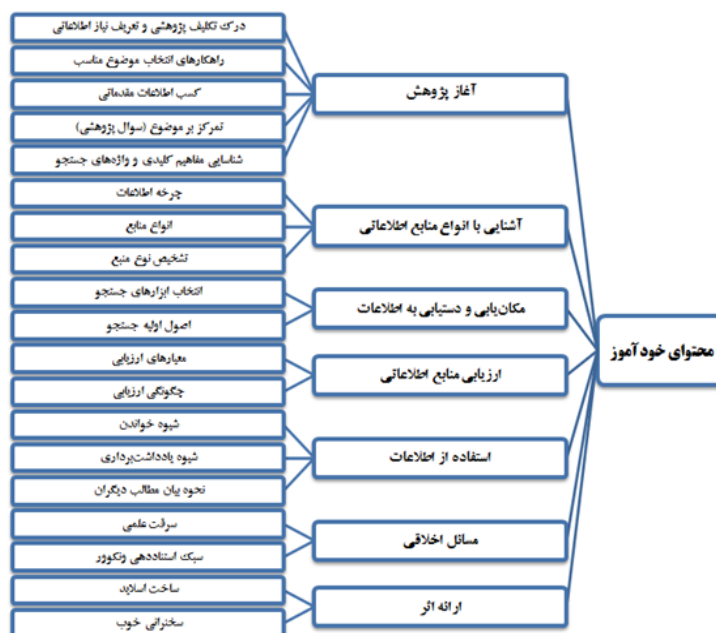 محتوای خودآموز
آغاز پژوهش
درک تکلیف پژوهشی و تعریف نیاز اطلاعاتی
راهکارهای انتخاب موضوع مناسب
کسب اطلاعات مقدماتی
تمرکز بر موضوع (سوال پژوهشی)
شناسایی مفاهیم کلیدی و واژه‌های جستجو
آشنایی با انواع منابع اطلاعاتی
چرخه اطلاعات
انواع منابع
تشخیص نوع منبع
مکان‌یابی و دستیابی به اطلاعات
انتخاب ابزارهای جستجو
اصول اولیه جستجو
ارزیابی منابع اطلاعاتی
معیارهای ارزیابی
چگونگی ارزیابی
استفاده از اطلاعات
شیوه خواندن
شیوه یادداشت‌برداری
نحوه بیان مطالب دیگران
مسائل اخلاقی
سرقت علمی
سبک استناددهی ونکوور
ارائه اثر
ساخت اسلاید
سخنرانی خوب